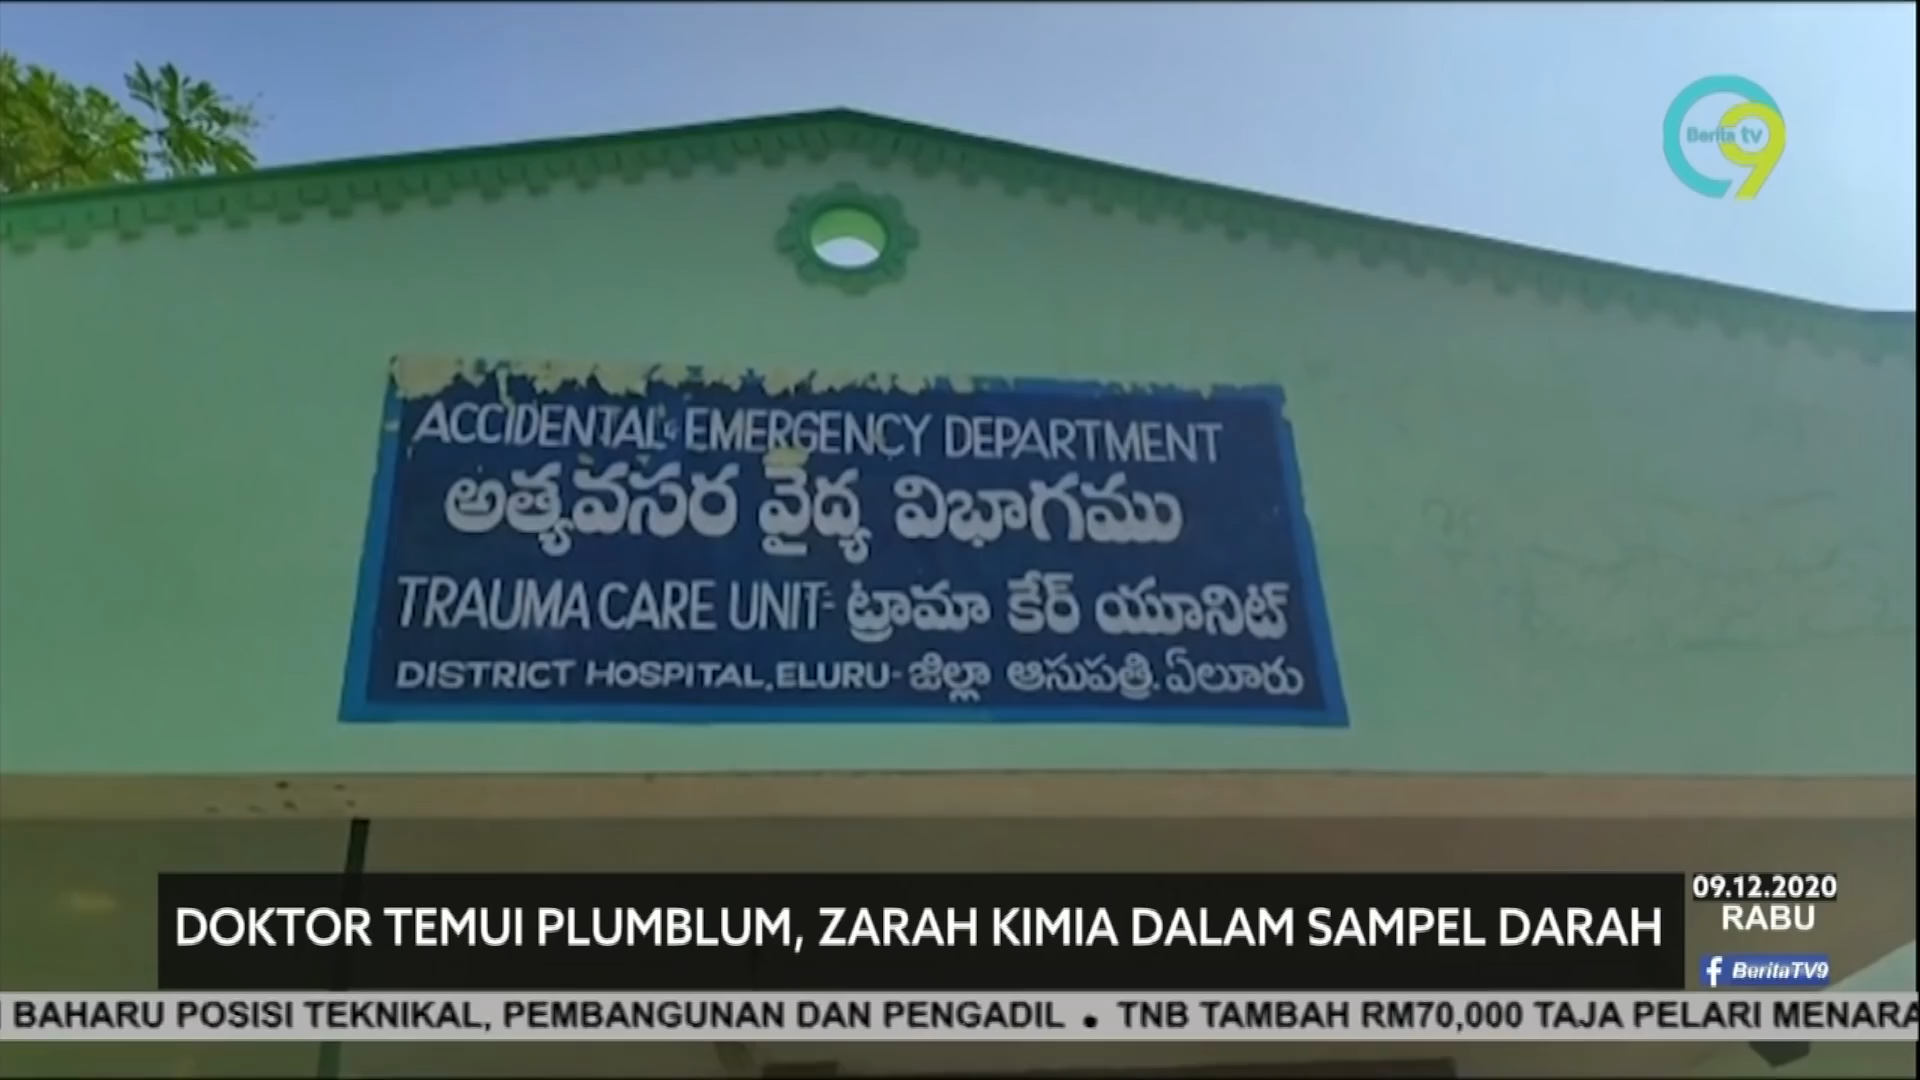 Berita tv
9
ACCIDENTAL & EMERGENCY DEPARTMENT
అత్యవసర వైద్య విభాగము
TRAUMA CARE UNIT- ట్రామా కేర్ యూనిట్
DISTRICT HOSPITAL, ELURU- జిల్లా ఆసుపత్రి. ఏలూరు
DOKTOR TEMUI PLUMBLUM, ZARAH KIMIA DALAM SAMPEL DARAH
09.12.2020
RABU
BeritaTV9
BAHARU POSISI TEKNIKAL, PEMBANGUNAN DAN PENGADIL • TNB TAMBAH RM70,000 TAJA PELARI MENARA